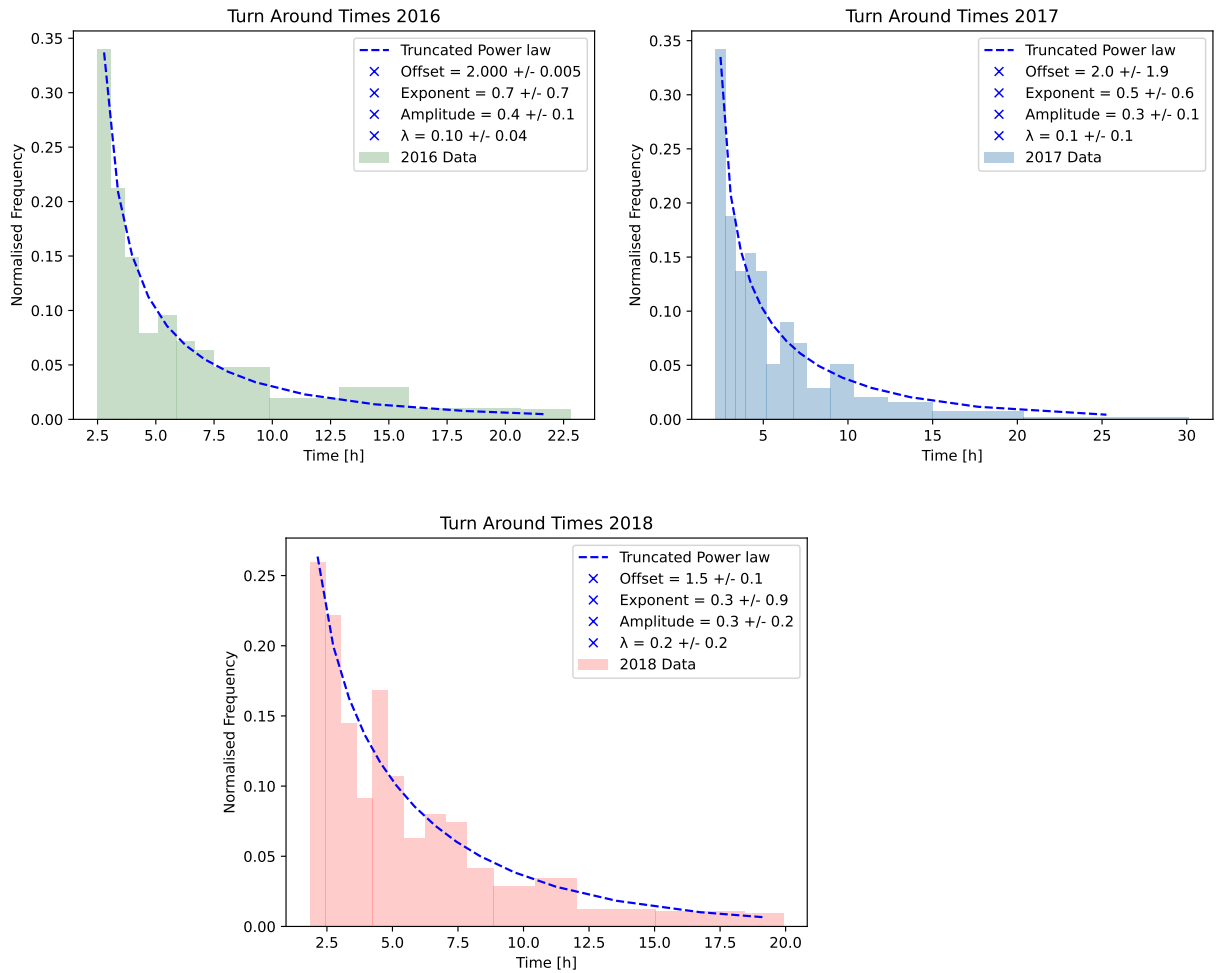 Turn Around Times 2016
Normalised Frequency
0.35
0.30
0.25
0.20
0.15
0.10
0.05
0.00
Truncated Power law
Offset = 2.000 +/- 0.005
Exponent = 0.7 +/- 0.7
Amplitude = 0.4 +/- 0.1
λ = 0.10 +/- 0.04
2016 Data
2.5 5.0 7.5 10.0 12.5 15.0 17.5 20.0 22.5
Time [h]
Turn Around Times 2017
Normalised Frequency
0.35
0.30
0.25
0.20
0.15
0.10
0.05
0.00
Truncated Power law
Offset = 2.0 +/- 1.9
Exponent = 0.5 +/- 0.6
Amplitude = 0.3 +/- 0.1
λ = 0.1 +/- 0.1
2017 Data
5 10 15 20 25 30
Time [h]
Turn Around Times 2018
Normalised Frequency
0.25
0.20
0.15
0.10
0.05
0.00
Truncated Power law
Offset = 1.5 +/- 0.1
Exponent = 0.3 +/- 0.9
Amplitude = 0.3 +/- 0.2
λ = 0.2 +/- 0.2
2018 Data
2.5 5.0 7.5 10.0 12.5 15.0 17.5 20.0
Time [h]